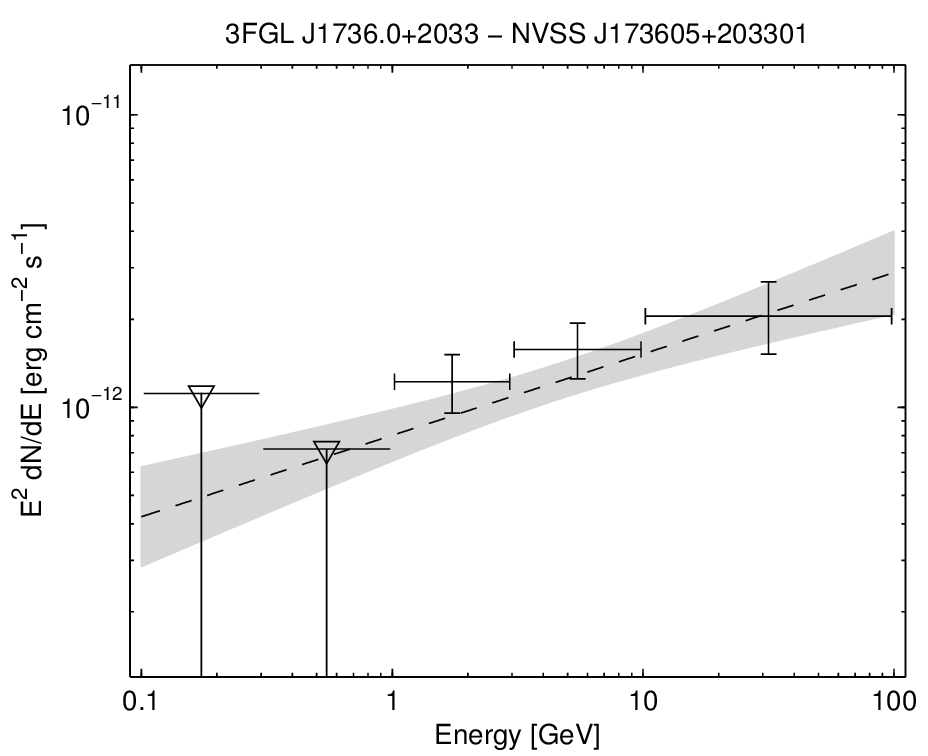 3FGL J1736.0+2033 − NVSS J173605+203301
10⁻¹¹
10⁻¹²
E² dN/dE [erg cm⁻² s⁻¹]
0.1 1 10 100
Energy [GeV]